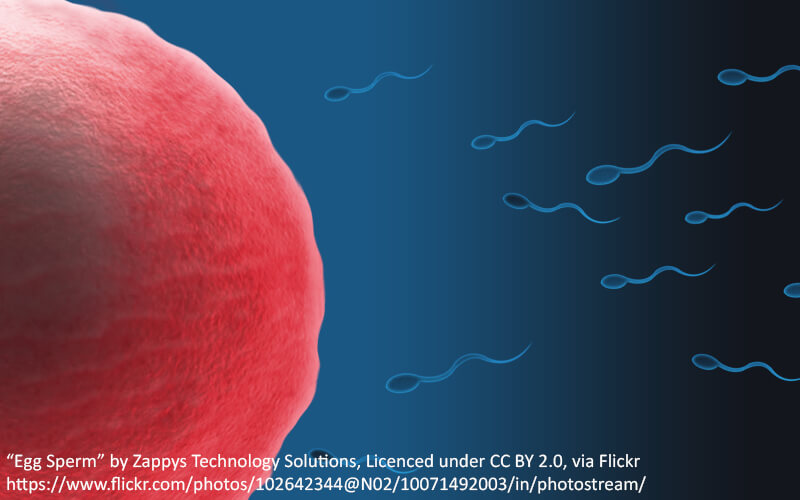 “Egg Sperm” by Zappys Technology Solutions, Licenced under CC BY 2.0, via Flickr
https://www.flickr.com/photos/102642344@N02/10071492003/in/photostream/